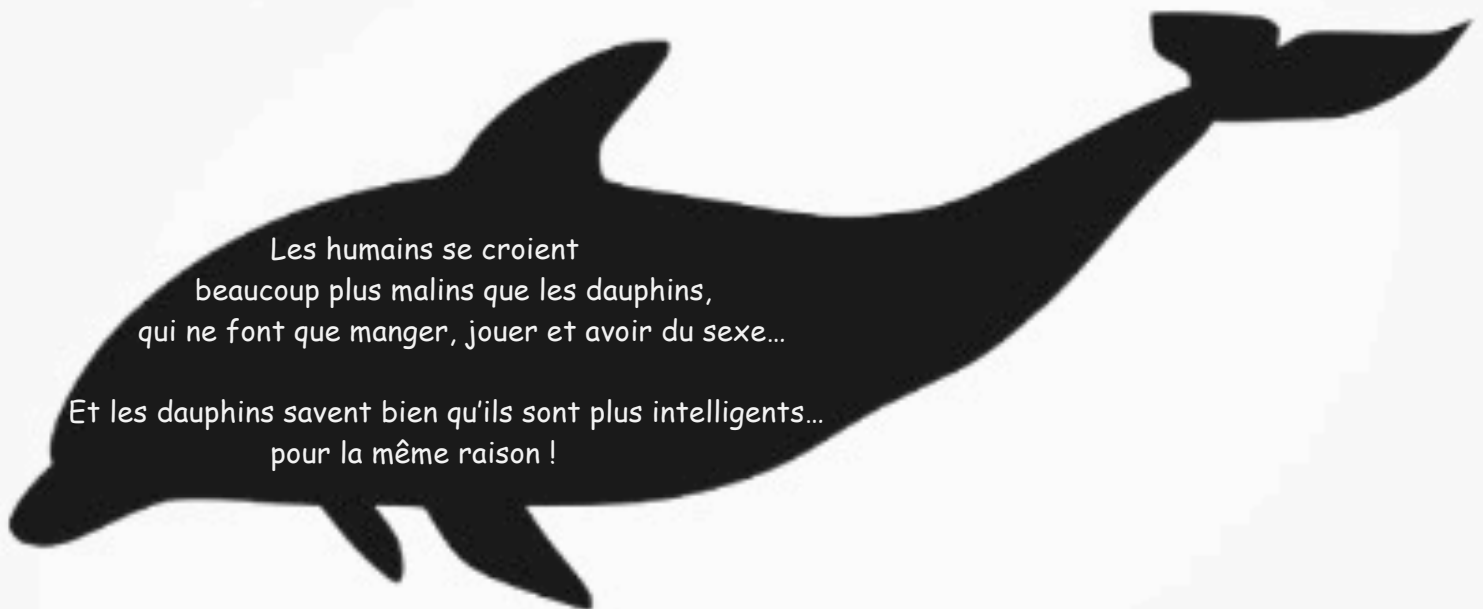 Les humains se croient
beaucoup plus malins que les dauphins,
qui ne font que manger, jouer et avoir du sexe...
Et les dauphins savent bien qu'ils sont plus intelligents...
pour la même raison !